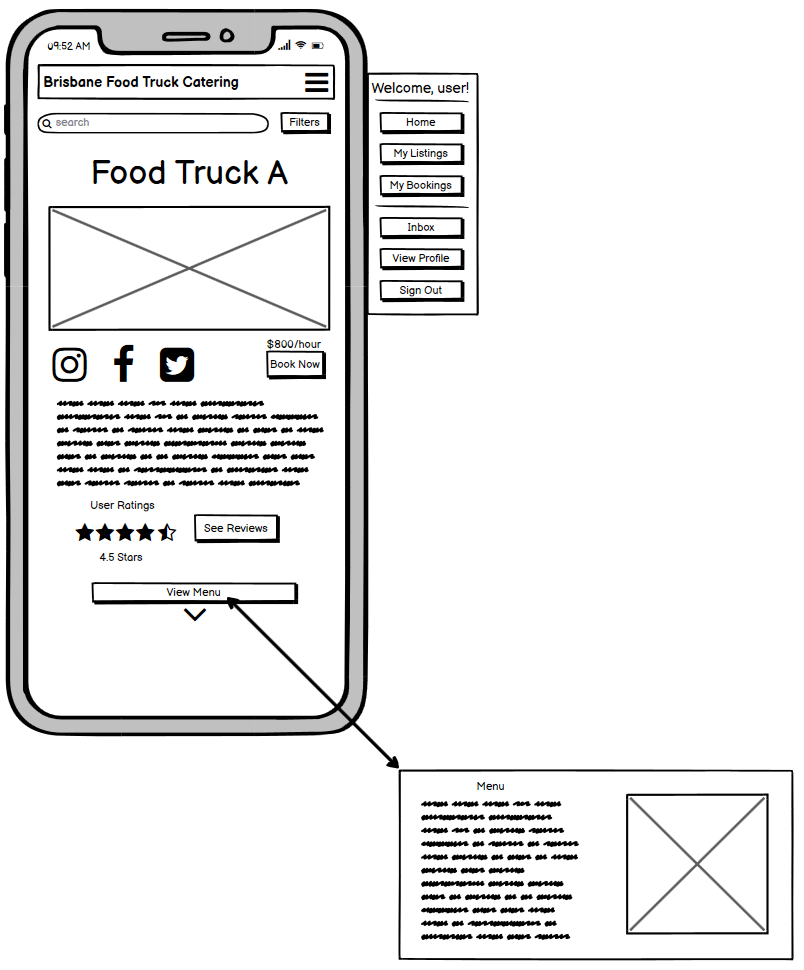 09:52 AM
Brisbane Food Truck Catering
search
Filters
Food Truck A
$800/hour
Book Now
User Ratings
See Reviews
4.5 Stars
View Menu
Welcome, user!
Home
My Listings
My Bookings
Inbox
View Profile
Sign Out
Menu